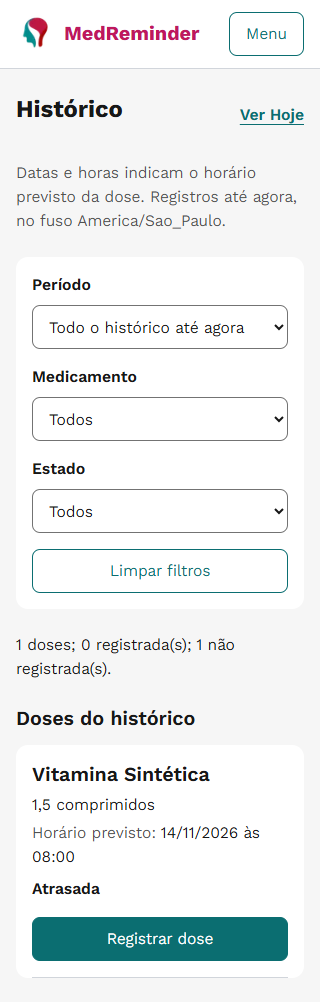 MedReminder
Menu
Histórico
Ver Hoje
Datas e horas indicam o horário
previsto da dose. Registros até agora,
no fuso America/Sao_Paulo.
Período
Todo o histórico até agora
Medicamento
Todos
Estado
Todos
Limpar filtros
1 doses; 0 registrada(s); 1 não
registrada(s).
Doses do histórico
Vitamina Sintética
1,5 comprimidos
Horário previsto: 14/11/2026 às
08:00
Atrasada
Registrar dose